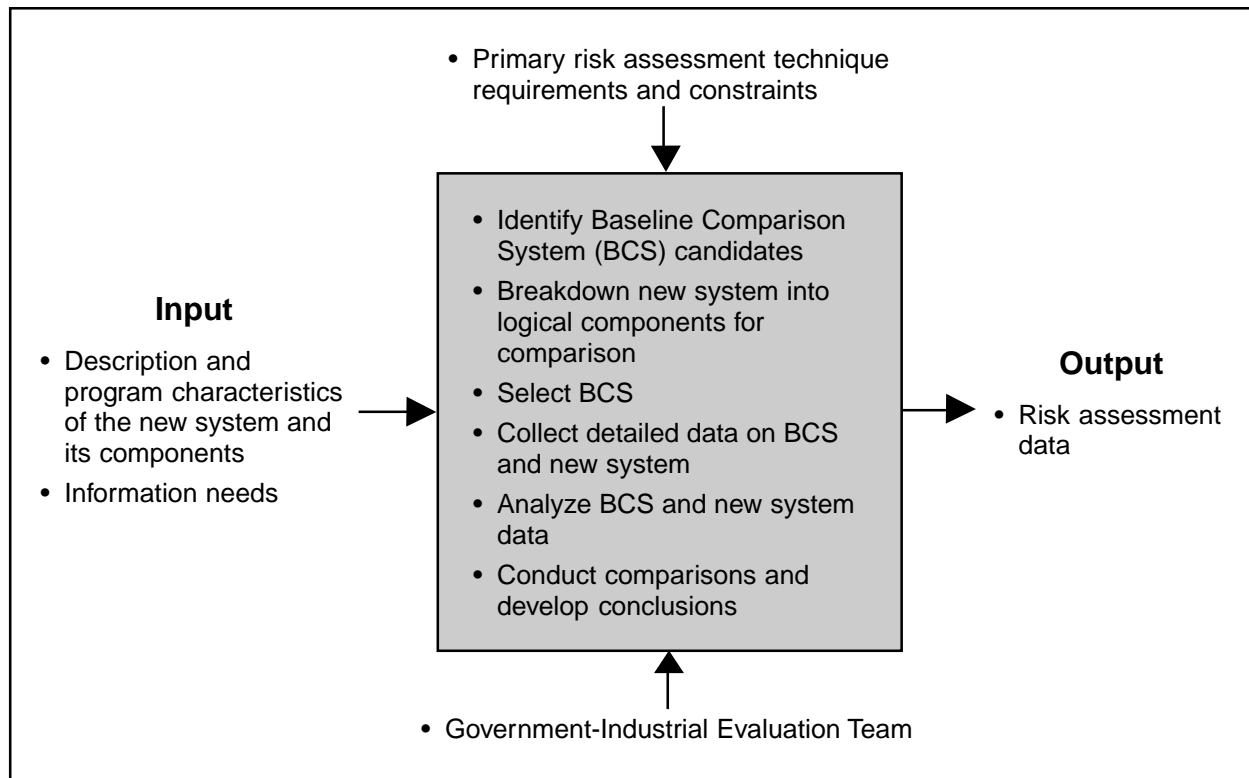 • Primary risk assessment technique
requirements and constraints
Input
• Description and
program characteristics
of the new system and
its components
• Information needs
• Identify Baseline Comparison
System (BCS) candidates
• Breakdown new system into
logical components for
comparison
• Select BCS
• Collect detailed data on BCS
and new system
• Analyze BCS and new system
data
• Conduct comparisons and
develop conclusions
Output
• Risk assessment
data
• Government-Industrial Evaluation Team